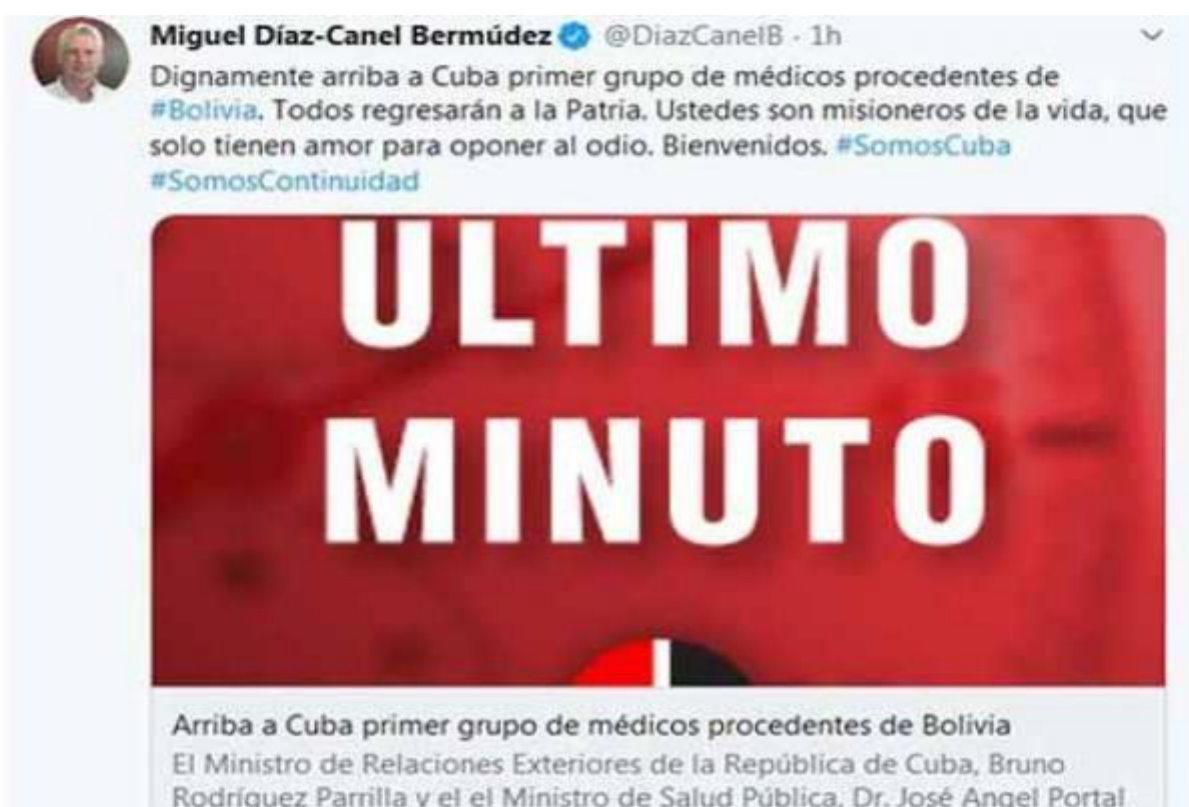 Miguel Díaz-Canel Bermúdez @DiazCanelB · 1h
Dignamente arriba a Cuba primer grupo de médicos procedentes de
#Bolivia. Todos regresarán a la Patria. Ustedes son misioneros de la vida, que
solo tienen amor para oponer al odio. Bienvenidos. #SomosCuba
#SomosContinuidad
ULTIMO
MINUTO
Arriba a Cuba primer grupo de médicos procedentes de Bolivia
El Ministro de Relaciones Exteriores de la República de Cuba, Bruno
Rodríguez Parrilla y el el Ministro de Salud Pública, Dr. José Angel Portal